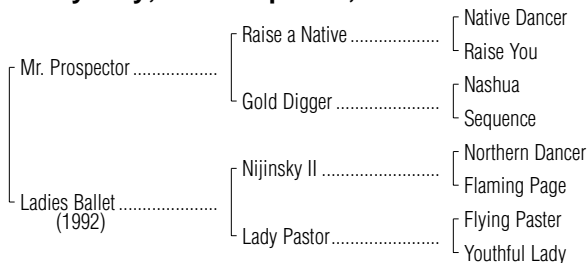 Native Dancer
Raise a Native ......................
Raise You
Mr. Prospector ..................
Nashua
Gold Digger .........................
Sequence
Northern Dancer
Nijinsky II ............................
Flaming Page
Ladies Ballet .....................
(1992)
Flying Paster
Lady Pastor..........................
Youthful Lady